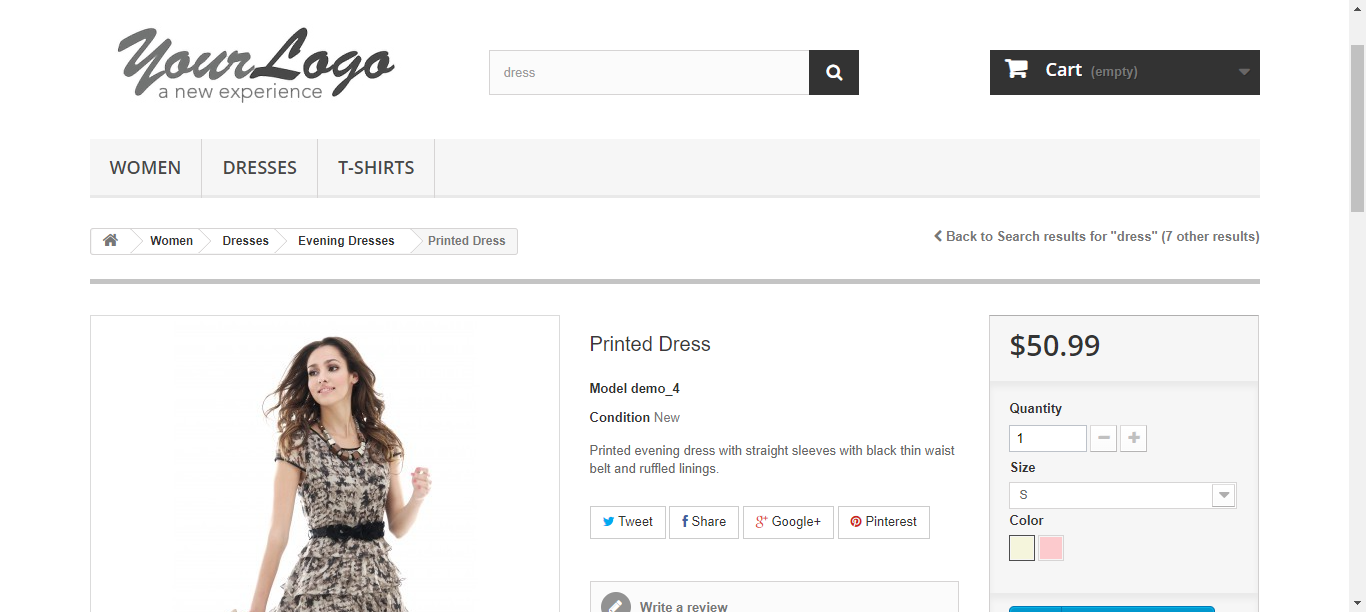 YourLogo
a new experience
dress
Cart (empty)
WOMEN DRESSES T-SHIRTS
Women Dresses Evening Dresses Printed Dress
Back to Search results for "dress" (7 other results)
Printed Dress
Model demo_4
Condition New
Printed evening dress with straight sleeves with black thin waist
belt and ruffled linings.
Tweet Share Google+ Pinterest
Write a review
$50.99
Quantity
1
Size
S
Color